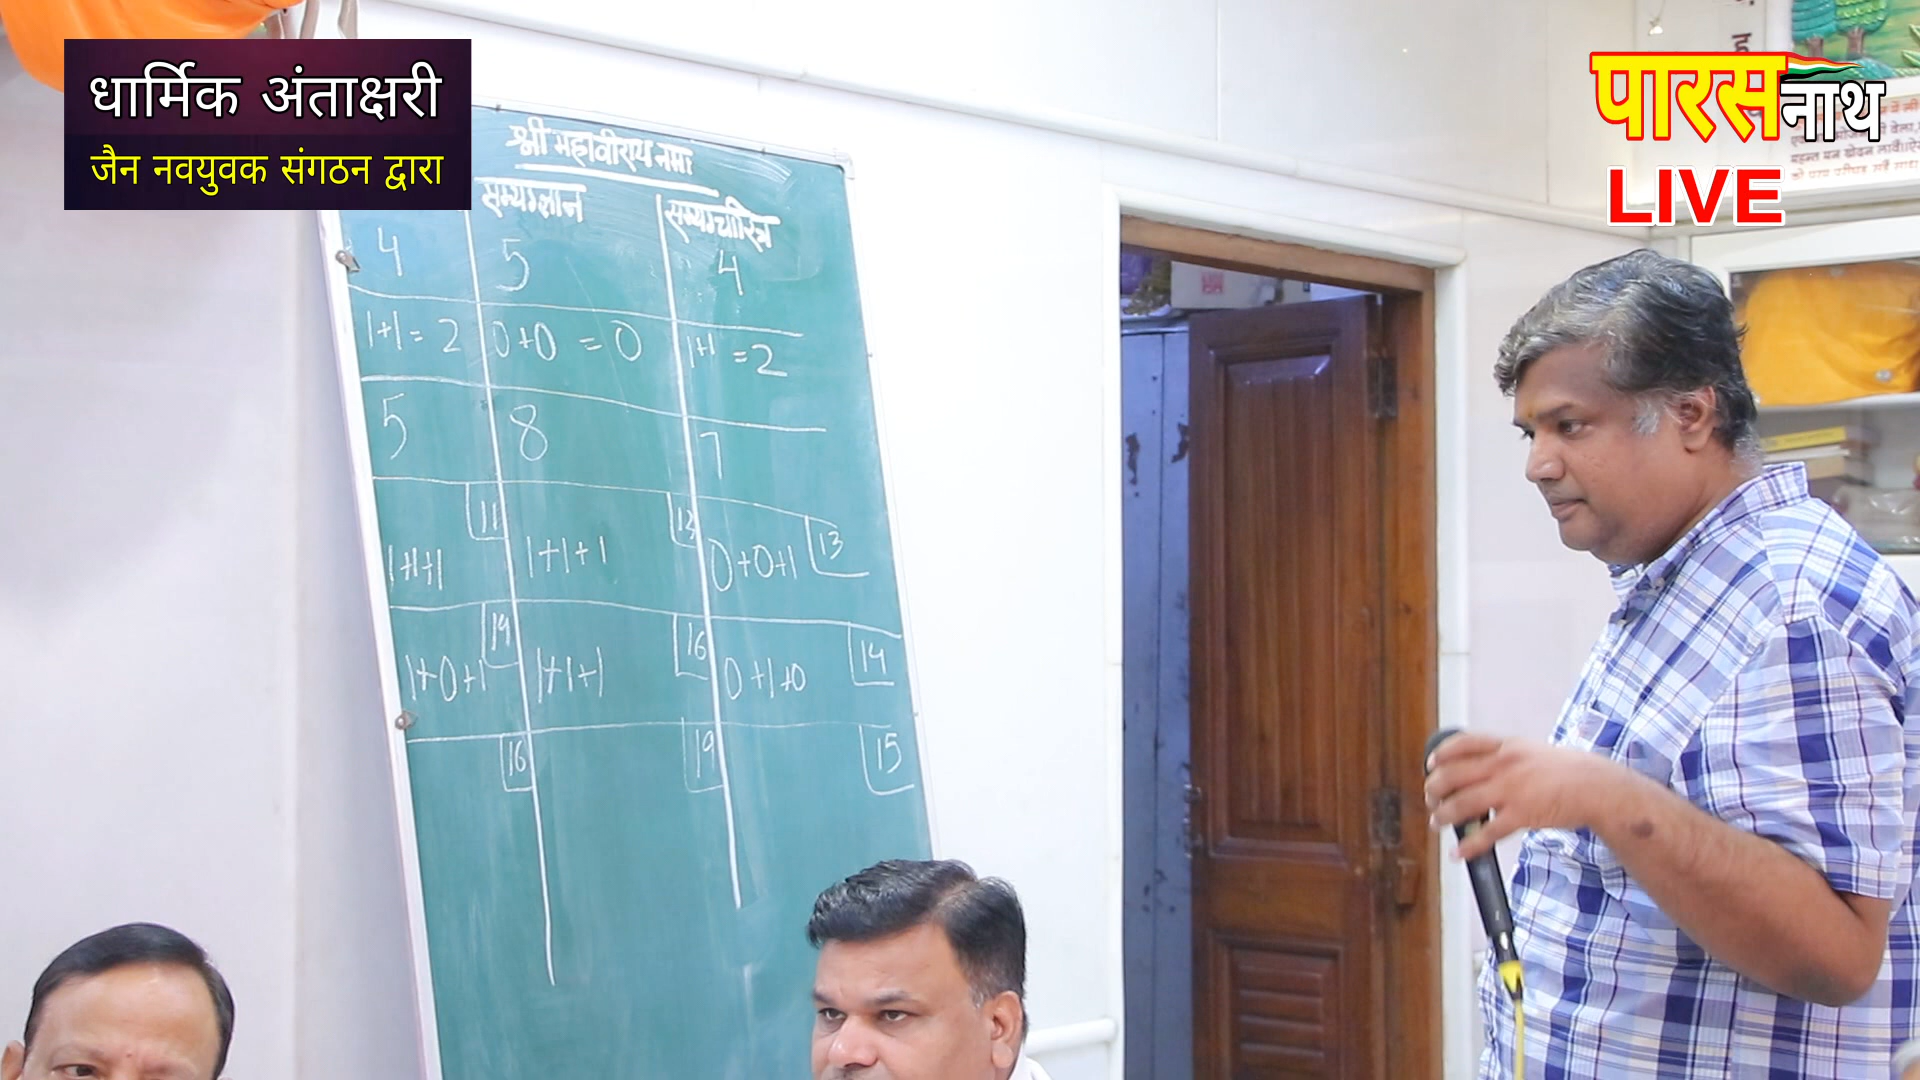 धार्मिक अंताक्षरी
जैन नवयुवक संगठन द्वारा
पारसनाथ
LIVE
श्री महावीराय नमः
सम्यग्ज्ञान सम्यग्चारित्र
4 5 4
1+1=2 0+0=0 1+1=2
5 8 7
11 13 13
1+1+1 1+1+1 0+0+1
14 16 14
1+0+1 1+1+1 0+1+0
16 19 15